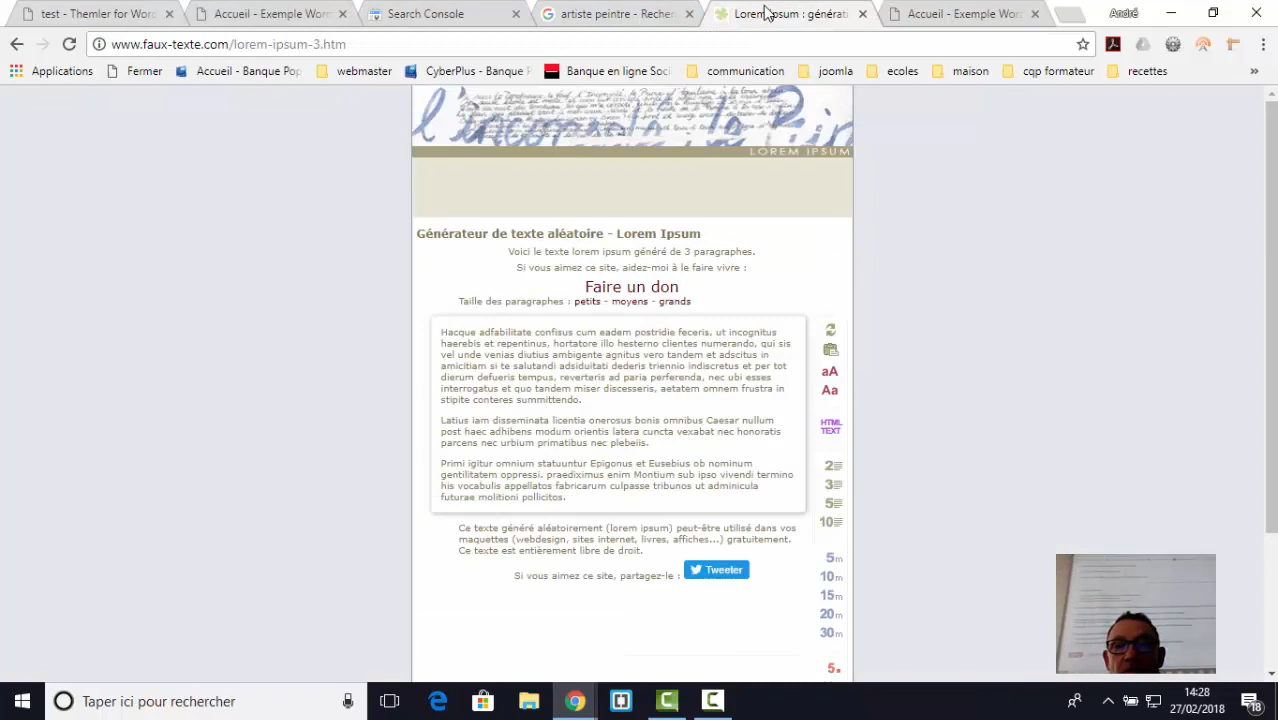 test - Themler for Wor
Accueil - Exemple Wor
Search Console
artiste peintre - Recher
Lorem Ipsum : générat
Accueil - Exemple Word
André
www.faux-texte.com/lorem-ipsum-3.htm
Applications
Fermer
Accueil - Banque Pop
webmaster
CyberPlus - Banque P
Banque en ligne Soci
communication
joomla
ecoles
maison
cqp formateur
recettes
»
LOREM IPSUM
Générateur de texte aléatoire - Lorem Ipsum
Voici le texte lorem ipsum généré de 3 paragraphes.
Si vous aimez ce site, aidez-moi à le faire vivre :
Faire un don
Taille des paragraphes : petits - moyens - grands
Hacque adfabilitate confisus cum eadem postridie feceris, ut incognitus
haerebis et repentinus, hortatore illo hesterno clientes numerando, qui sis
vel unde venias diutius ambigente agnitus vero tandem et adscitus in
amicitiam si te salutandi adsiduitati dederis triennio indiscretus et per tot
dierum defueris tempus, reverteris ad paria perferenda, nec ubi esses
interrogatus et quo tandem miser discesseris, aetatem omnem frustra in
stipite conteres summittendo.
Latius iam disseminata licentia onerosus bonis omnibus Caesar nullum
post haec adhibens modum orientis latera cuncta vexabat nec honoratis
parcens nec urbium primatibus nec plebeiis.
Primi igitur omnium statuuntur Epigonus et Eusebius ob nominum
gentilitatem oppressi. praediximus enim Montium sub ipso vivendi termino
his vocabulis appellatos fabricarum culpasse tribunos ut adminicula
futurae molitioni pollicitos.
aA
Aa
HTML
TEXT
2
3
5
10
Ce texte généré aléatoirement (lorem ipsum) peut-être utilisé dans vos
maquettes (webdesign, sites internet, livres, affiches...) gratuitement.
Ce texte est entièrement libre de droit.
Si vous aimez ce site, partagez-le :
Tweeter
5m
10m
15m
20m
30m
5.
Taper ici pour rechercher
14:28
27/02/2018
18